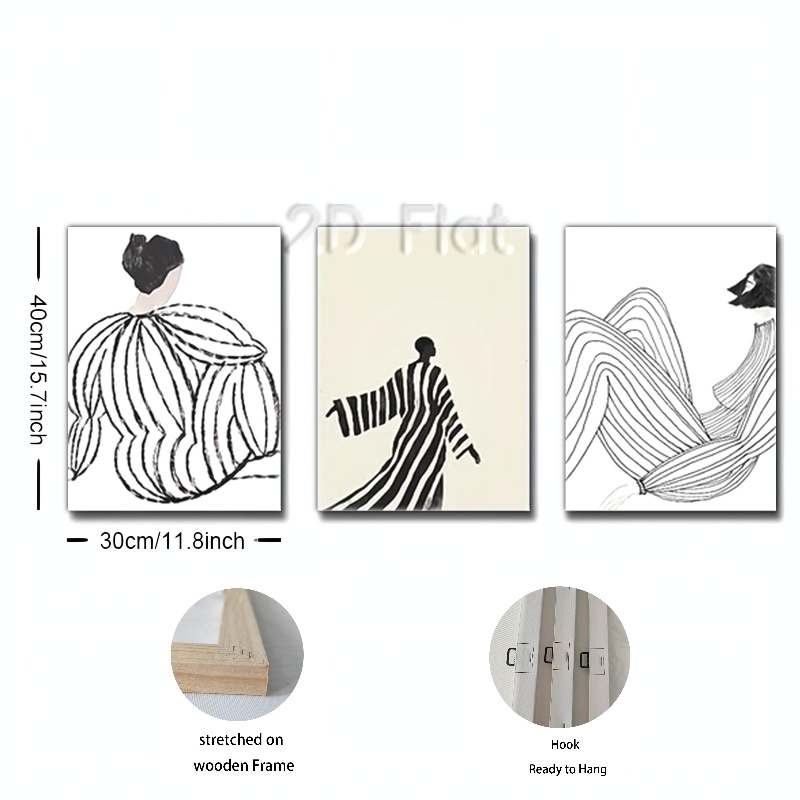 2D Flat
40cm/15.7inch
30cm/11.8inch
stretched on
wooden Frame
Hook
Ready to Hang